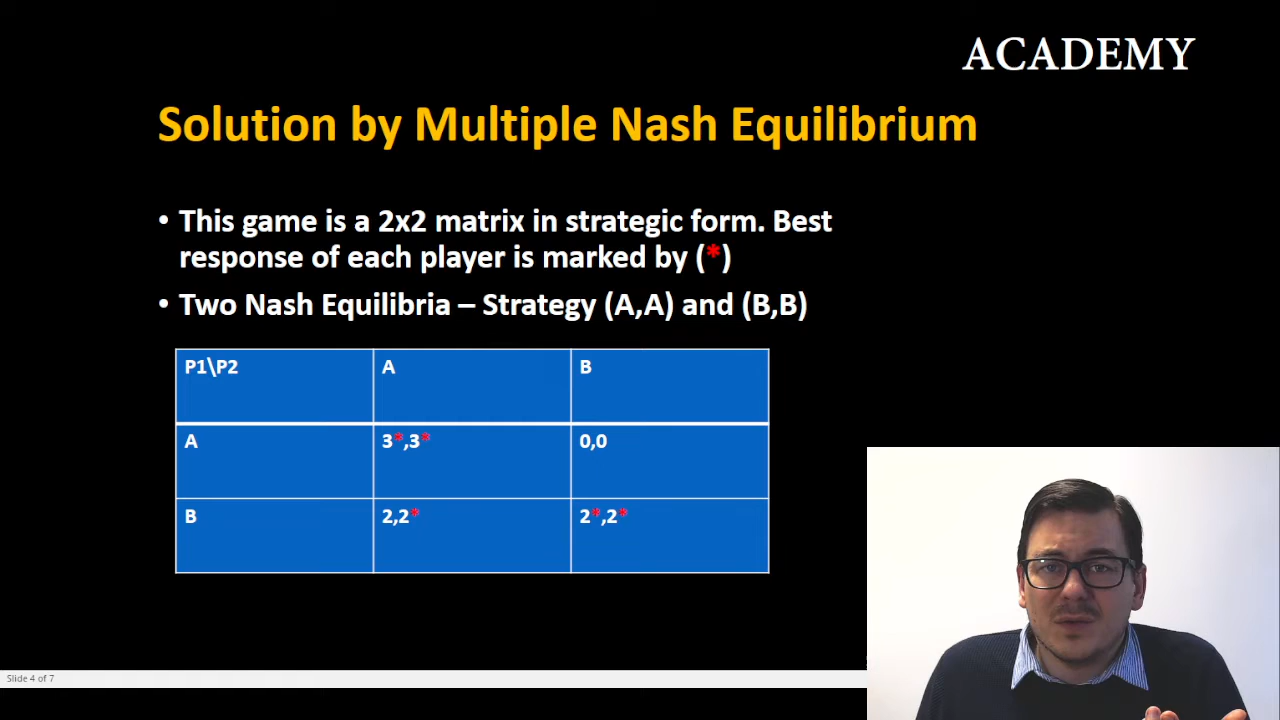 ACADEMY
Solution by Multiple Nash Equilibrium
• This game is a 2x2 matrix in strategic form. Best
response of each player is marked by (*)
• Two Nash Equilibria – Strategy (A,A) and (B,B)
P1\P2 A B
A 3*,3* 0,0
B 2,2* 2*,2*
Slide 4 of 7